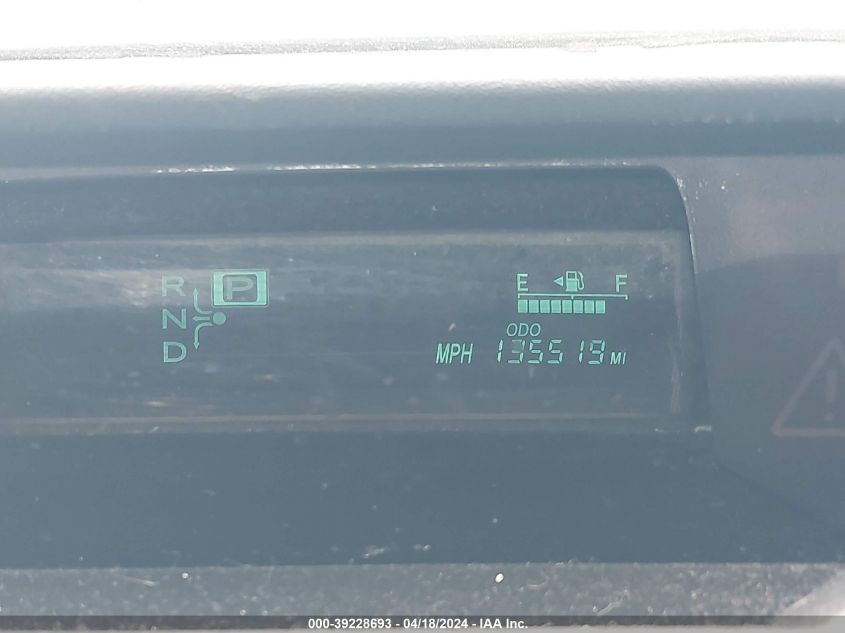 R P
N
D
E F
ODO
MPH 135519 MI
000-39228693 - 04/18/2024 - IAA Inc.